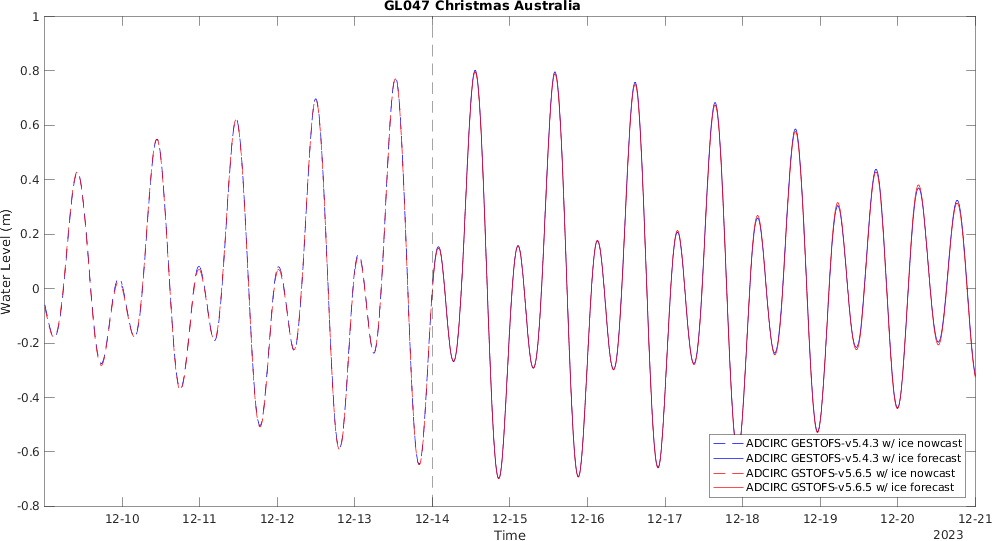 GL047 Christmas Australia
1
0.8
0.6
0.4
0.2
0
-0.2
-0.4
-0.6
-0.8
Water Level (m)
ADCIRC GESTOFS-v5.4.3 w/ ice nowcast
ADCIRC GESTOFS-v5.4.3 w/ ice forecast
ADCIRC GSTOFS-v5.6.5 w/ ice nowcast
ADCIRC GSTOFS-v5.6.5 w/ ice forecast
12-10 12-11 12-12 12-13 12-14 12-15 12-16 12-17 12-18 12-19 12-20 12-21
Time
2023